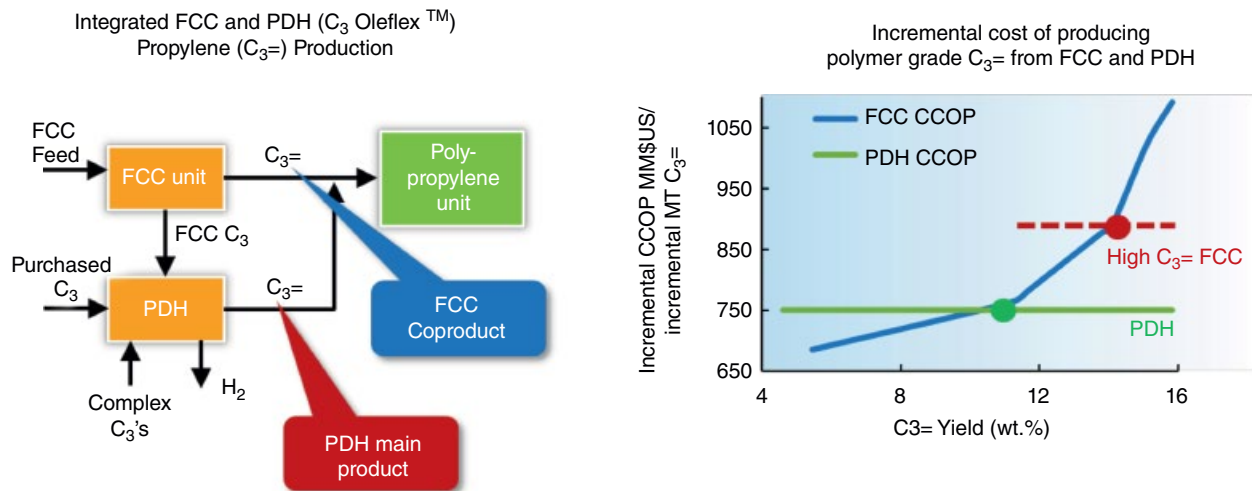 Integrated FCC and PDH (C₃ Oleflex ™)
Propylene (C₃=) Production
FCC
Feed
FCC unit
C₃=
Poly-
propylene
unit
FCC C₃
Purchased
C₃
PDH
C₃=
FCC
Coproduct
H₂
Complex
C₃'s
PDH main
product
Incremental cost of producing
polymer grade C₃= from FCC and PDH
Incremental CCOP MM$US/
incremental MT C₃=
1050
950
850
750
650
FCC CCOP
PDH CCOP
High C₃= FCC
PDH
4
8
12
16
C3= Yield (wt.%)